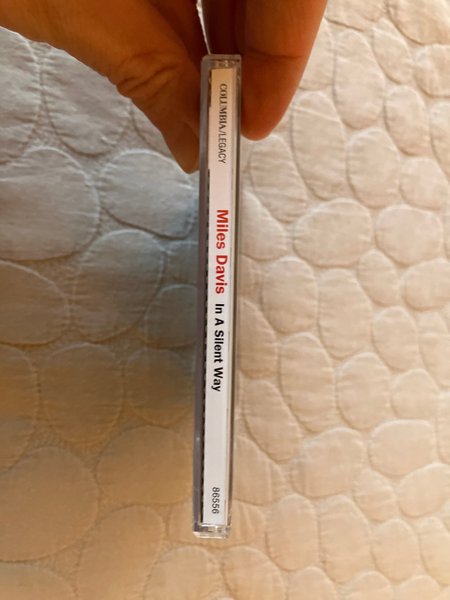 COLUMBIA/LEGACY Miles Davis In A Silent Way 86556